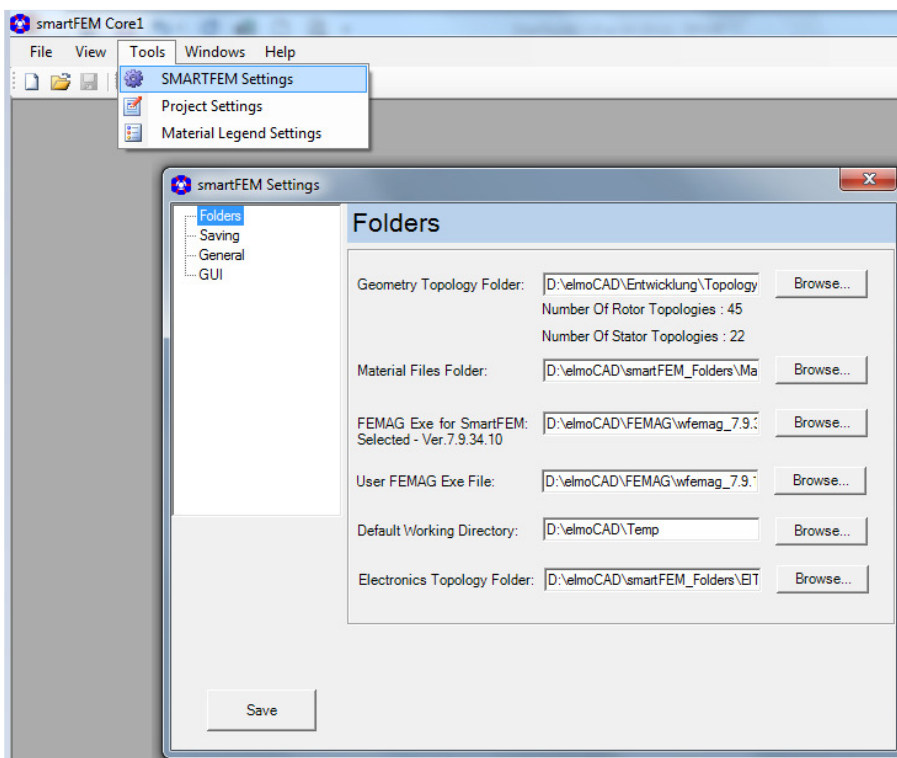 smartFEM Core1
File View Tools Windows Help
SMARTFEM Settings
Project Settings
Material Legend Settings
smartFEM Settings
Folders
Saving
General
GUI
Folders
Geometry Topology Folder: D:\elmoCAD\Entwicklung\Topology Browse...
Number Of Rotor Topologies : 45
Number Of Stator Topologies : 22
Material Files Folder: D:\elmoCAD\smartFEM_Folders\Ma Browse...
FEMAG Exe for SmartFEM: D:\elmoCAD\FEMAG\wfemag_7.9.3 Browse...
Selected - Ver.7.9.34.10
User FEMAG Exe File: D:\elmoCAD\FEMAG\wfemag_7.9. Browse...
Default Working Directory: D:\elmoCAD\Temp Browse...
Electronics Topology Folder: D:\elmoCAD\smartFEM_Folders\ElT Browse...
Save